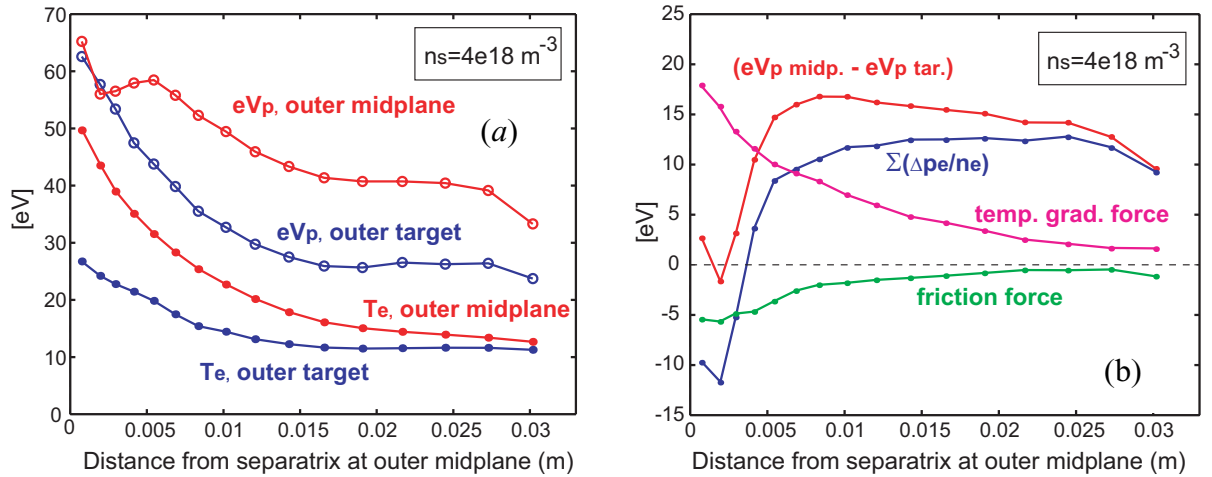 70
60
50
40
30
20
10
0
[eV]
ns=4e18 m-3
eVp, outer midplane
(a)
eVp, outer target
Te, outer midplane
Te, outer target
0 0.005 0.01 0.015 0.02 0.025 0.03
Distance from separatrix at outer midplane (m)
25
20
15
10
5
0
-5
-10
-15
[eV]
ns=4e18 m-3
(eVp midp. - eVp tar.)
Σ(Δpe/ne)
temp. grad. force
friction force
(b)
0 0.005 0.01 0.015 0.02 0.025 0.03
Distance from separatrix at outer midplane (m)